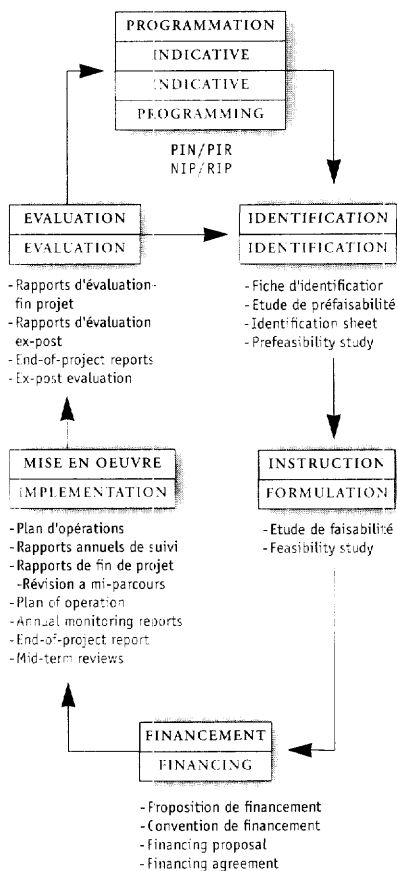 PROGRAMMATION
INDICATIVE
INDICATIVE
PROGRAMMING
PIN/PIR
NIP/RIP
EVALUATION
EVALUATION
-Rapports d'évaluation-
fin projet
-Rapports d'évaluation
ex-post
-End-of-project reports
-Ex-post evaluation
IDENTIFICATION
IDENTIFICATION
-Fiche d'identification
-Etude de préfaisabilité
-Identification sheet
-Prefeasibility study
MISE EN OEUVRE
IMPLEMENTATION
-Plan d'opérations
-Rapports annuels de suivi
-Rapports de fin de projet
-Révision a mi-parcours
-Plan of operation
-Annual monitoring reports
-End-of-project report
-Mid-term reviews
INSTRUCTION
FORMULATION
-Etude de faisabilité
-Feasibility study
FINANCEMENT
FINANCING
-Proposition de financement
-Convention de financement
-Financing proposal
-Financing agreement